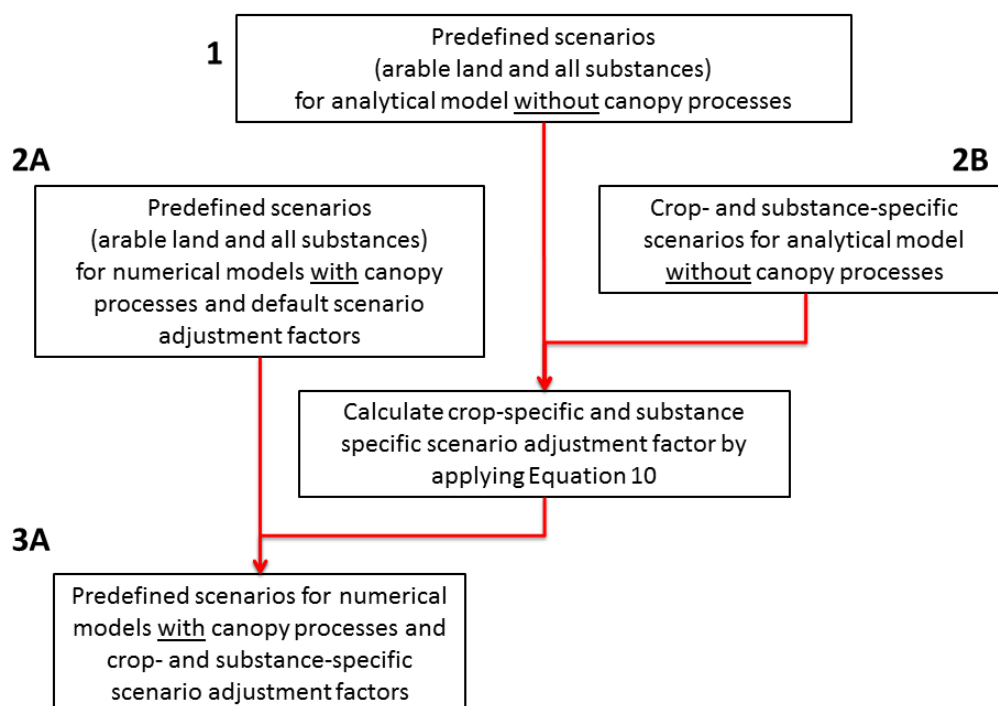 1
Predefined scenarios
(arable land and all substances)
for analytical model without canopy processes
2A
Predefined scenarios
(arable land and all substances)
for numerical models with canopy
processes and default scenario
adjustment factors
2B
Crop- and substance-specific
scenarios for analytical model
without canopy processes
Calculate crop-specific and substance
specific scenario adjustment factor by
applying Equation 10
3A
Predefined scenarios for numerical
models with canopy processes and
crop- and substance-specific
scenario adjustment factors